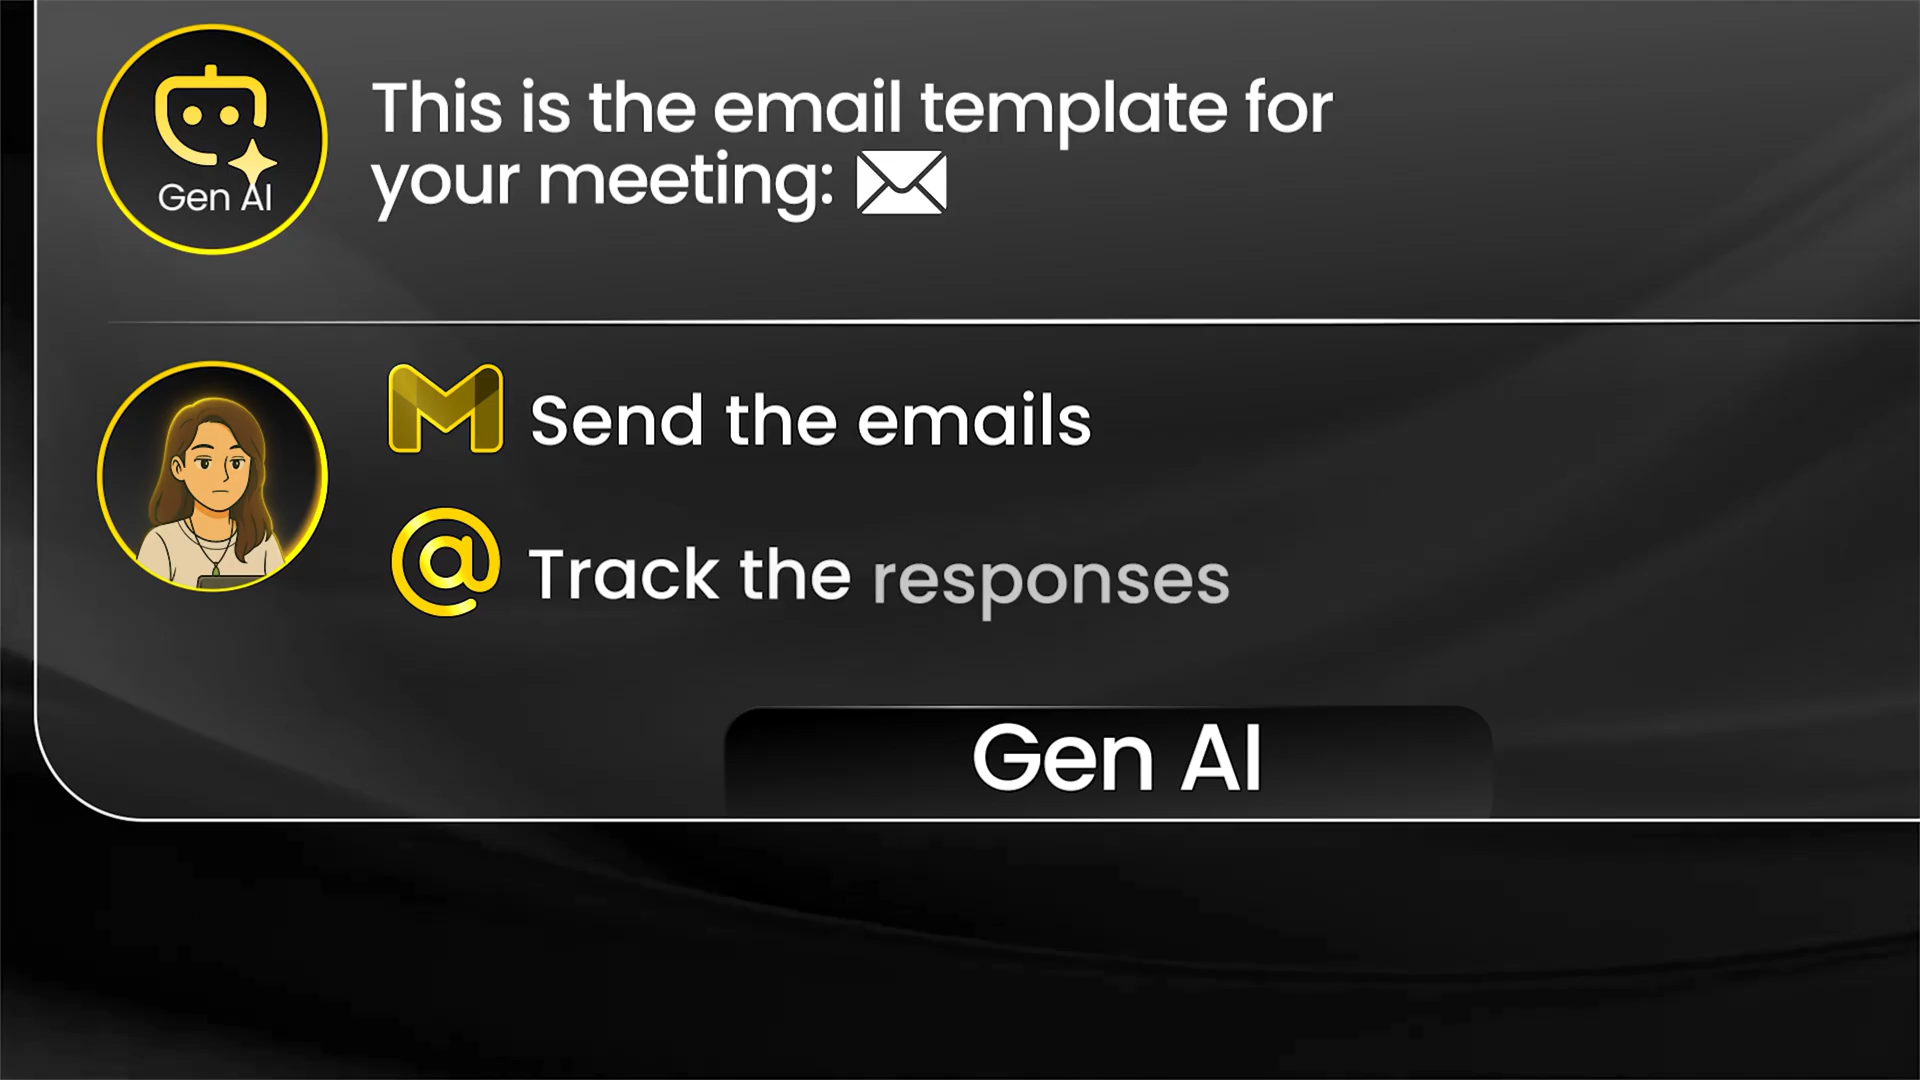 Gen AI
This is the email template for
your meeting:
Send the emails
Track the responses
Gen AI